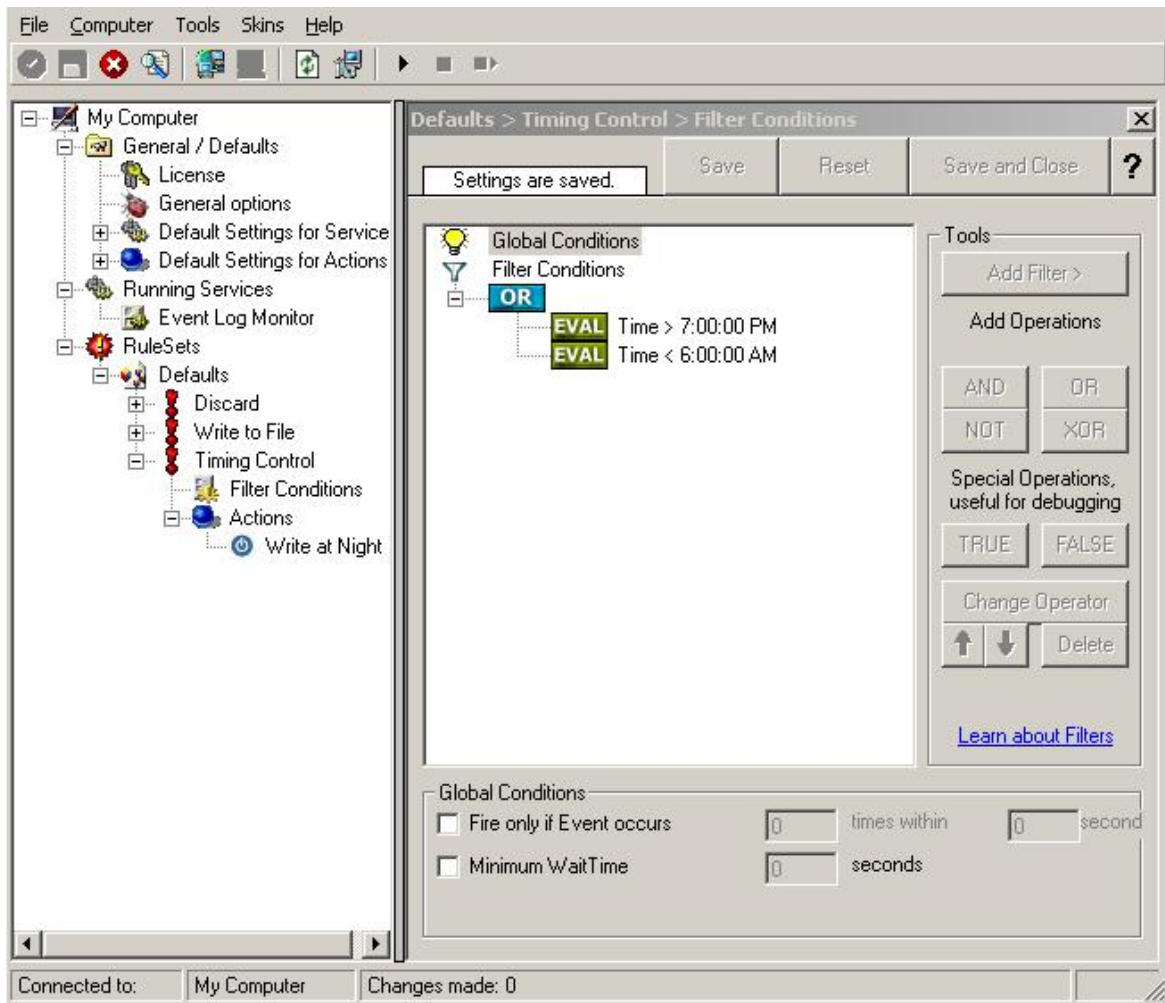 File Computer Tools Skins Help
My Computer
General / Defaults
License
General options
Default Settings for Service
Default Settings for Actions
Running Services
Event Log Monitor
RuleSets
Defaults
Discard
Write to File
Timing Control
Filter Conditions
Actions
Write at Night
Defaults > Timing Control > Filter Conditions
Settings are saved. Save Reset Save and Close ?
Global Conditions
Filter Conditions
OR
EVAL Time > 7:00:00 PM
EVAL Time < 6:00:00 AM
Tools
Add Filter >
Add Operations
AND OR
NOT XOR
Special Operations,
useful for debugging
TRUE FALSE
Change Operator
Delete
Learn about Filters
Global Conditions
Fire only if Event occurs 0 times within 0 second
Minimum WaitTime 0 seconds
Connected to: My Computer Changes made: 0